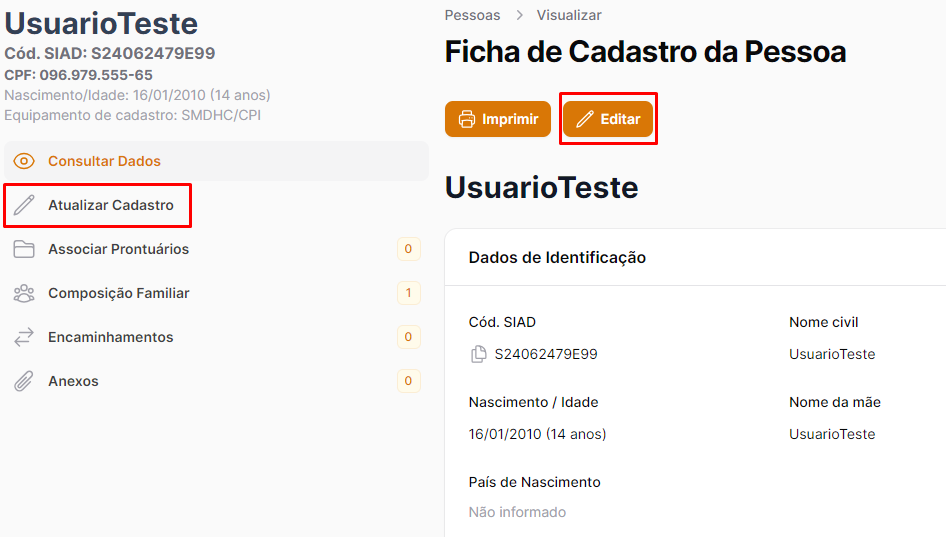 UsuarioTeste
Cód. SIAD: S24062479E99
CPF: 096.979.555-65
Nascimento/Idade: 16/01/2010 (14 anos)
Equipamento de cadastro: SMDHC/CPI
Consultar Dados
Atualizar Cadastro
Associar Prontuários 0
Composição Familiar 1
Encaminhamentos 0
Anexos 0
Pessoas > Visualizar
Ficha de Cadastro da Pessoa
Imprimir Editar
UsuarioTeste
Dados de Identificação
Cód. SIAD Nome civil
S24062479E99 UsuarioTeste
Nascimento / Idade Nome da mãe
16/01/2010 (14 anos) UsuarioTeste
País de Nascimento
Não informado